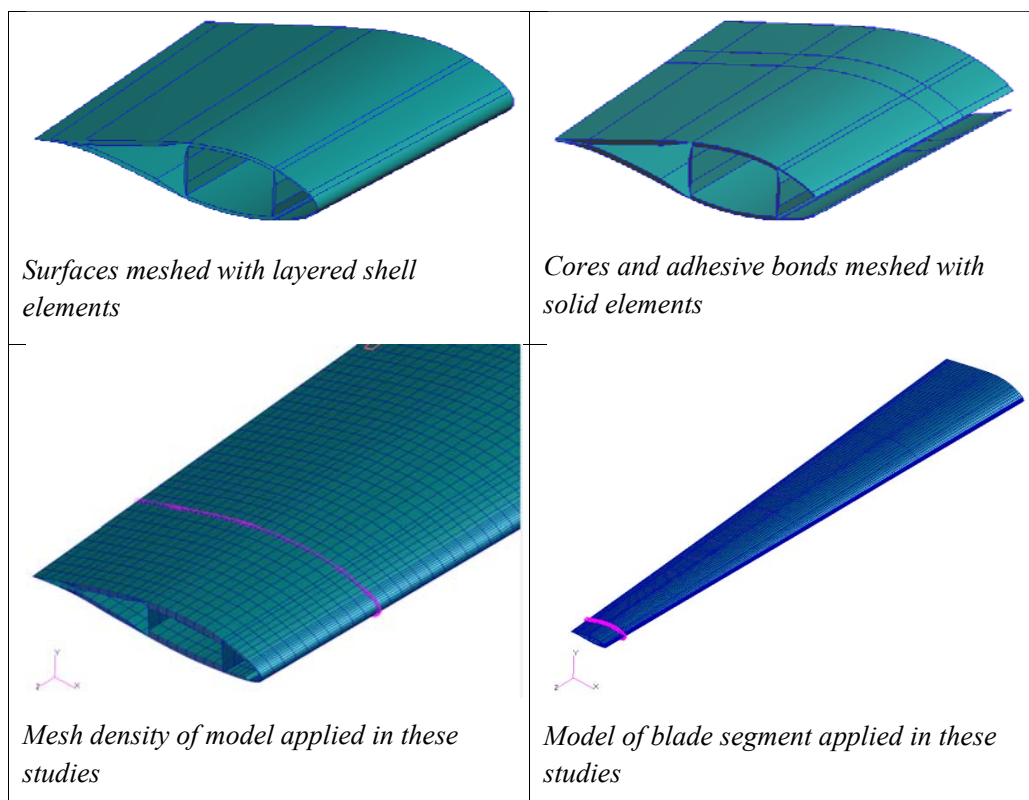 Surfaces meshed with layered shell
elements
Cores and adhesive bonds meshed with
solid elements
Y
Z
X
Mesh density of model applied in these
studies
Y
Z
X
Model of blade segment applied in these
studies